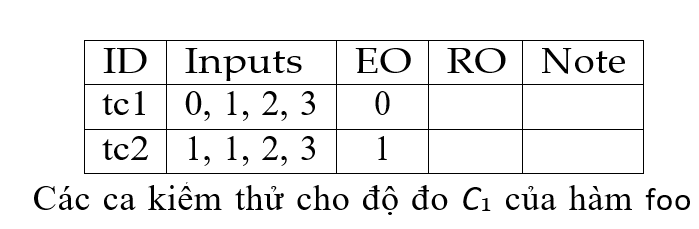 ID Inputs EO RO Note
tc1 0, 1, 2, 3 0
tc2 1, 1, 2, 3 1
Các ca kiểm thử cho độ đo C₁ của hàm foo